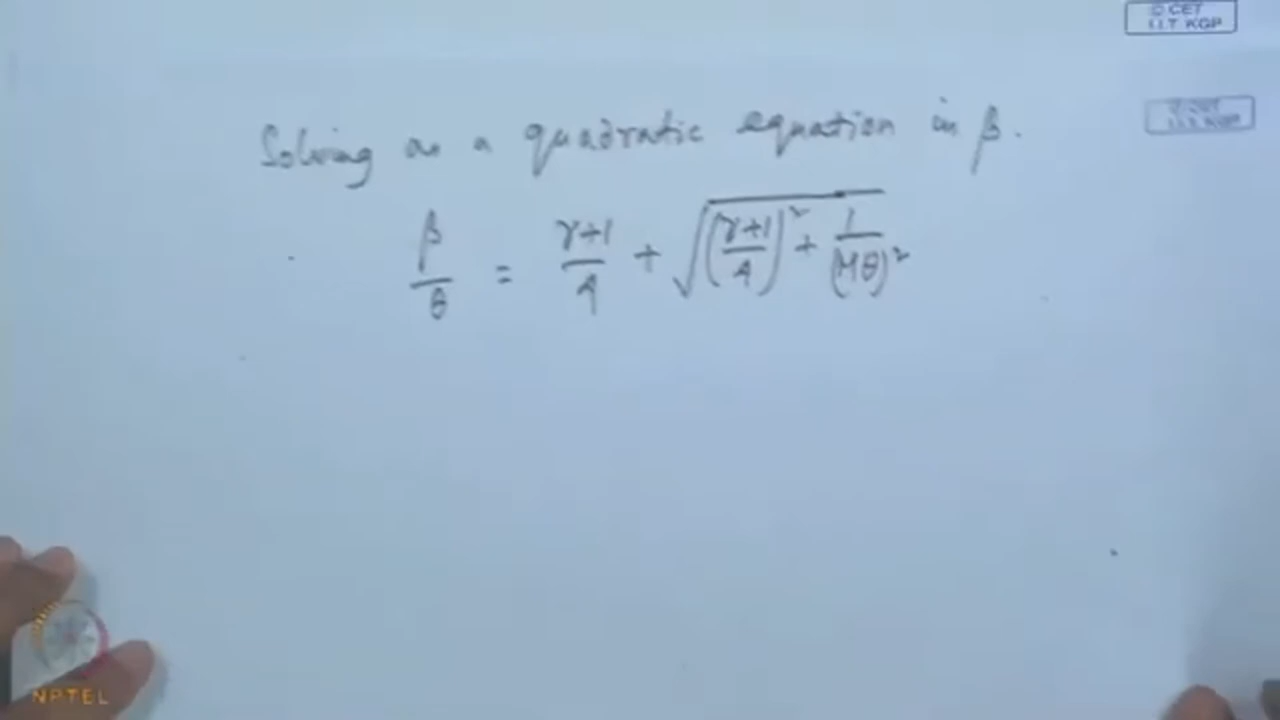 © CET
I.I.T. KGP
Solving as a quadratic equation in β.
β/θ = (γ+1)/4 + √(((γ+1)/4)² + 1/(Mθ)²)
NPTEL